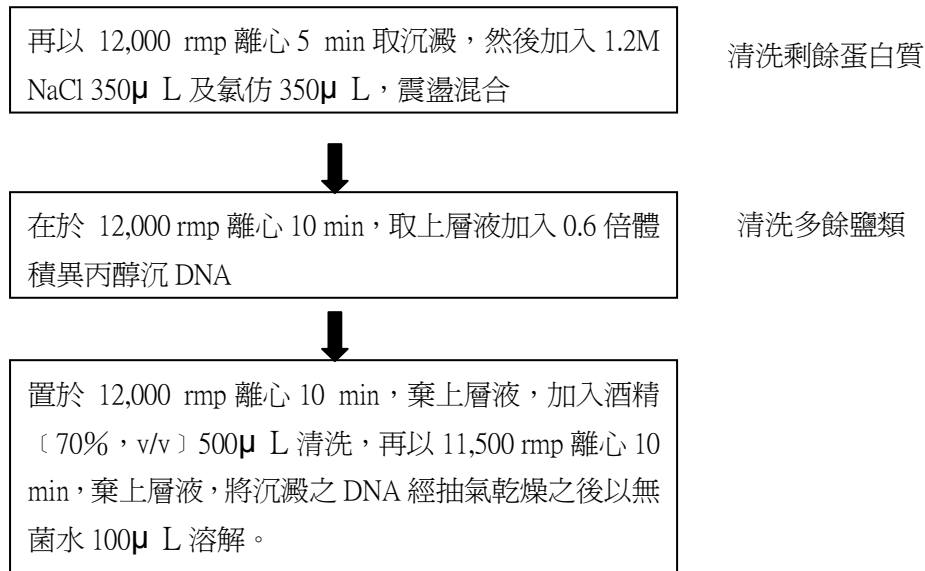 再以 12,000 rmp 離心 5 min 取沉澱，然後加入 1.2M
NaCl 350μ L 及氯仿 350μ L，震盪混合
清洗剩餘蛋白質
在於 12,000 rmp 離心 10 min，取上層液加入 0.6 倍體
積異丙醇沉 DNA
清洗多餘鹽類
置於 12,000 rmp 離心 10 min，棄上層液，加入酒精
﹝70%，v/v﹞500μ L 清洗，再以 11,500 rmp 離心 10
min，棄上層液，將沉澱之 DNA 經抽氣乾燥之後以無
菌水 100μ L 溶解。